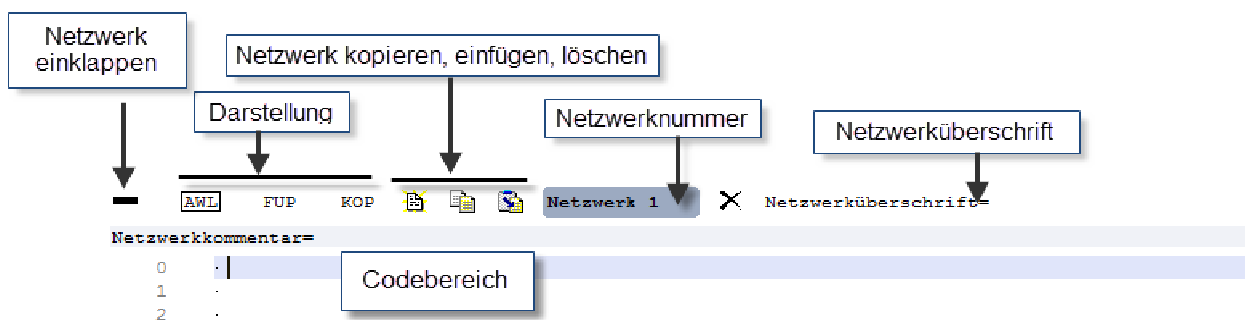 Netzwerk
einklappen
Netzwerk kopieren, einfügen, löschen
Darstellung
Netzwerknummer
Netzwerküberschrift
AWL FUP KOP Netzwerk 1 Netzwerküberschrift=
Netzwerkkommentar=
0
Codebereich
1
2